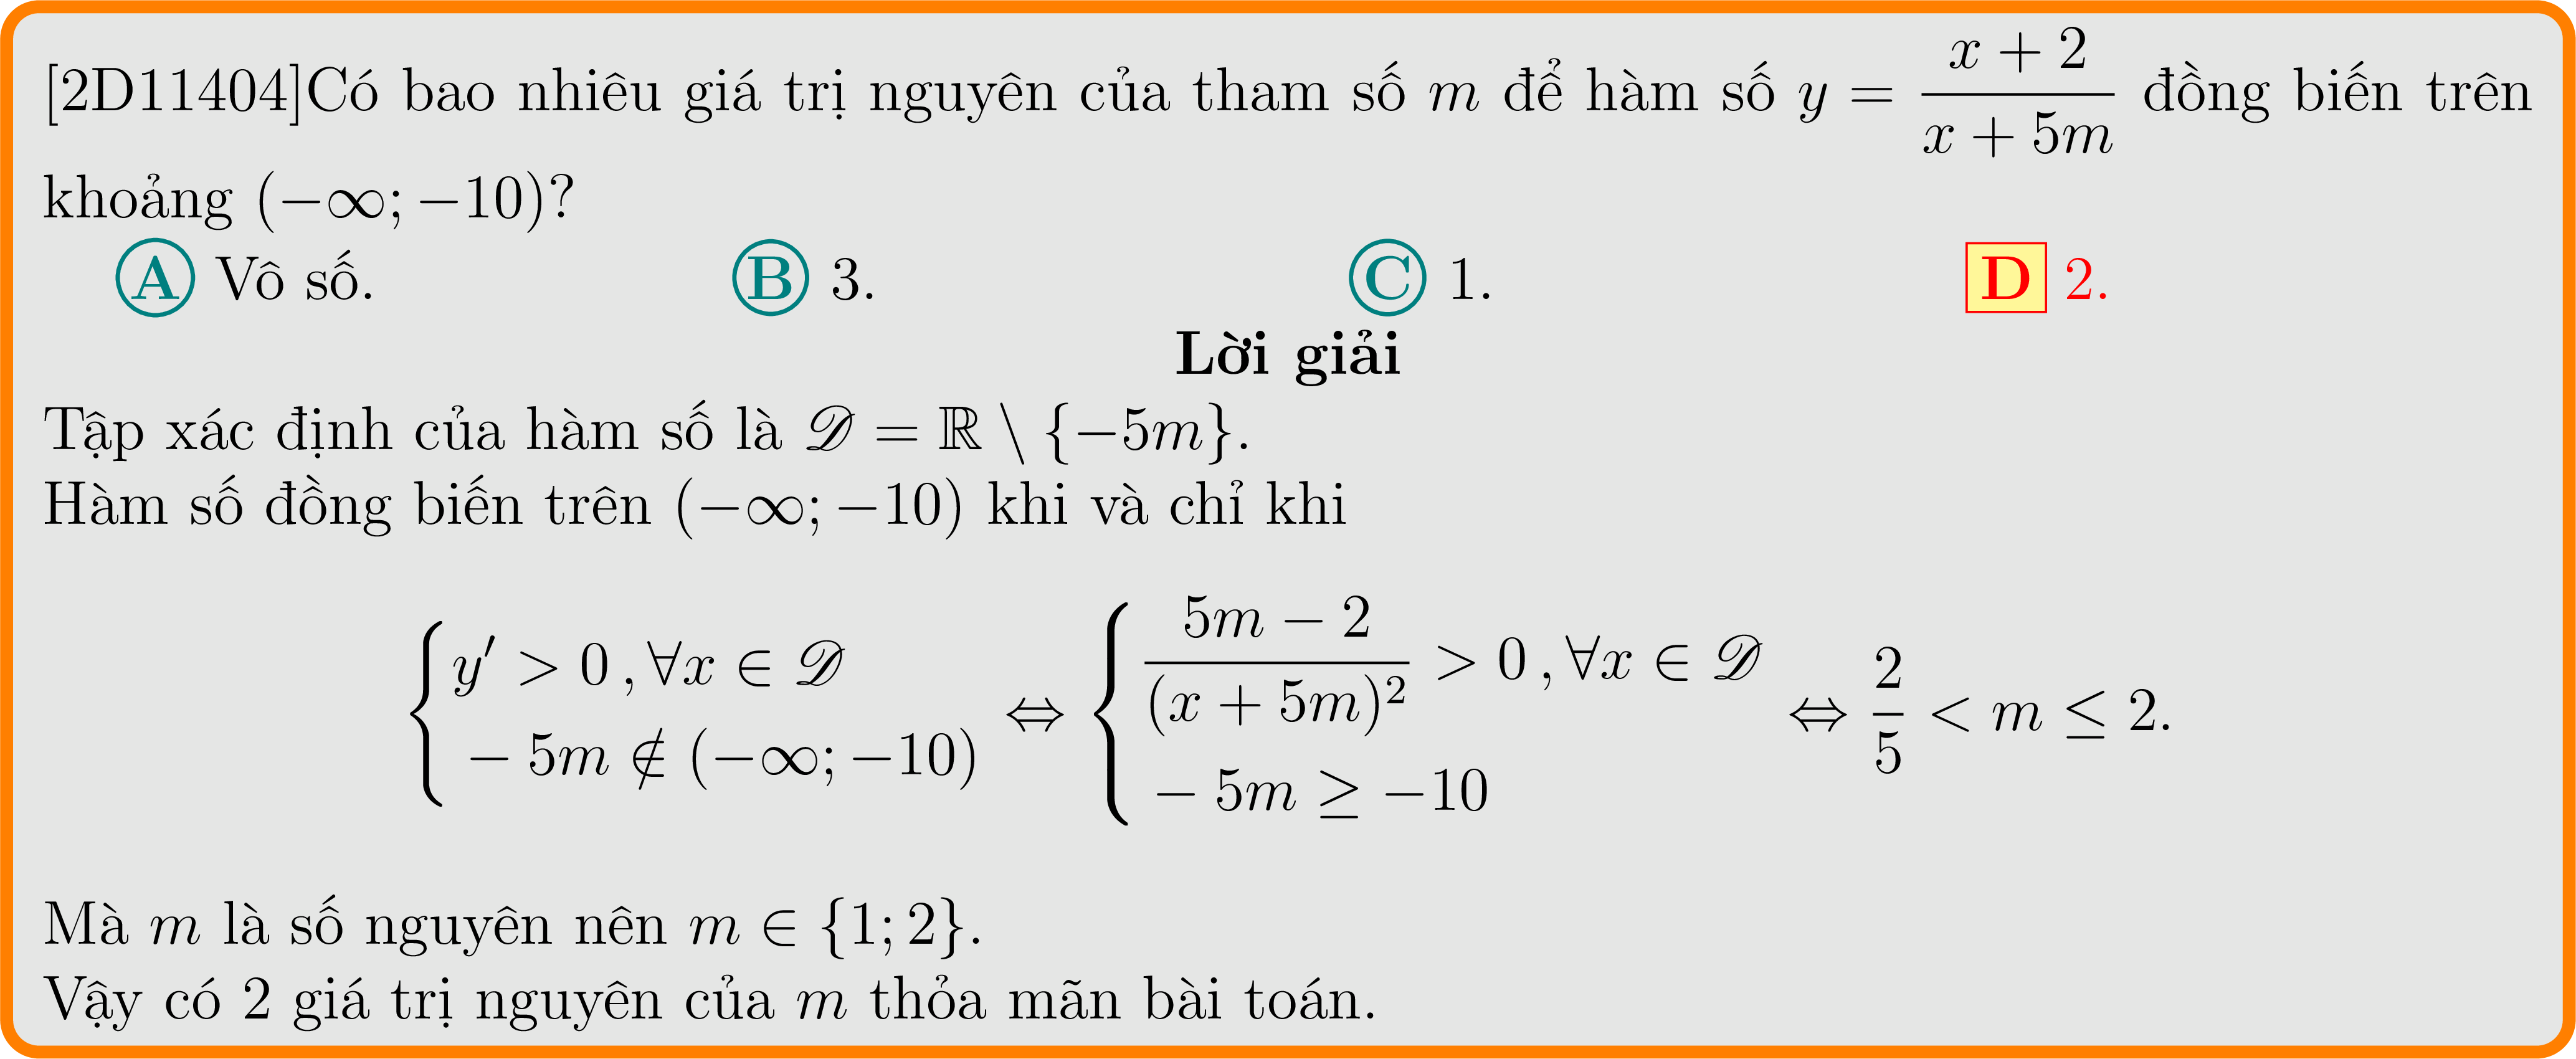 [2D11404]Có bao nhiêu giá trị nguyên của tham số $m$ để hàm số $y = \dfrac{x+2}{x+5m}$ đồng biến trên
khoảng $(-\infty; -10)$?
A Vô số. B 3. C 1. D 2.
Lời giải
Tập xác định của hàm số là $\mathscr{D} = \mathbb{R} \setminus \{-5m\}$.
Hàm số đồng biến trên $(-\infty; -10)$ khi và chỉ khi
$\begin{cases} y' > 0\,, \forall x \in \mathscr{D} \\ -5m \notin (-\infty; -10) \end{cases} \Leftrightarrow \begin{cases} \dfrac{5m-2}{(x+5m)^2} > 0\,, \forall x \in \mathscr{D} \\ -5m \geq -10 \end{cases} \Leftrightarrow \dfrac{2}{5} < m \leq 2.$
Mà $m$ là số nguyên nên $m \in \{1; 2\}$.
Vậy có 2 giá trị nguyên của $m$ thỏa mãn bài toán.